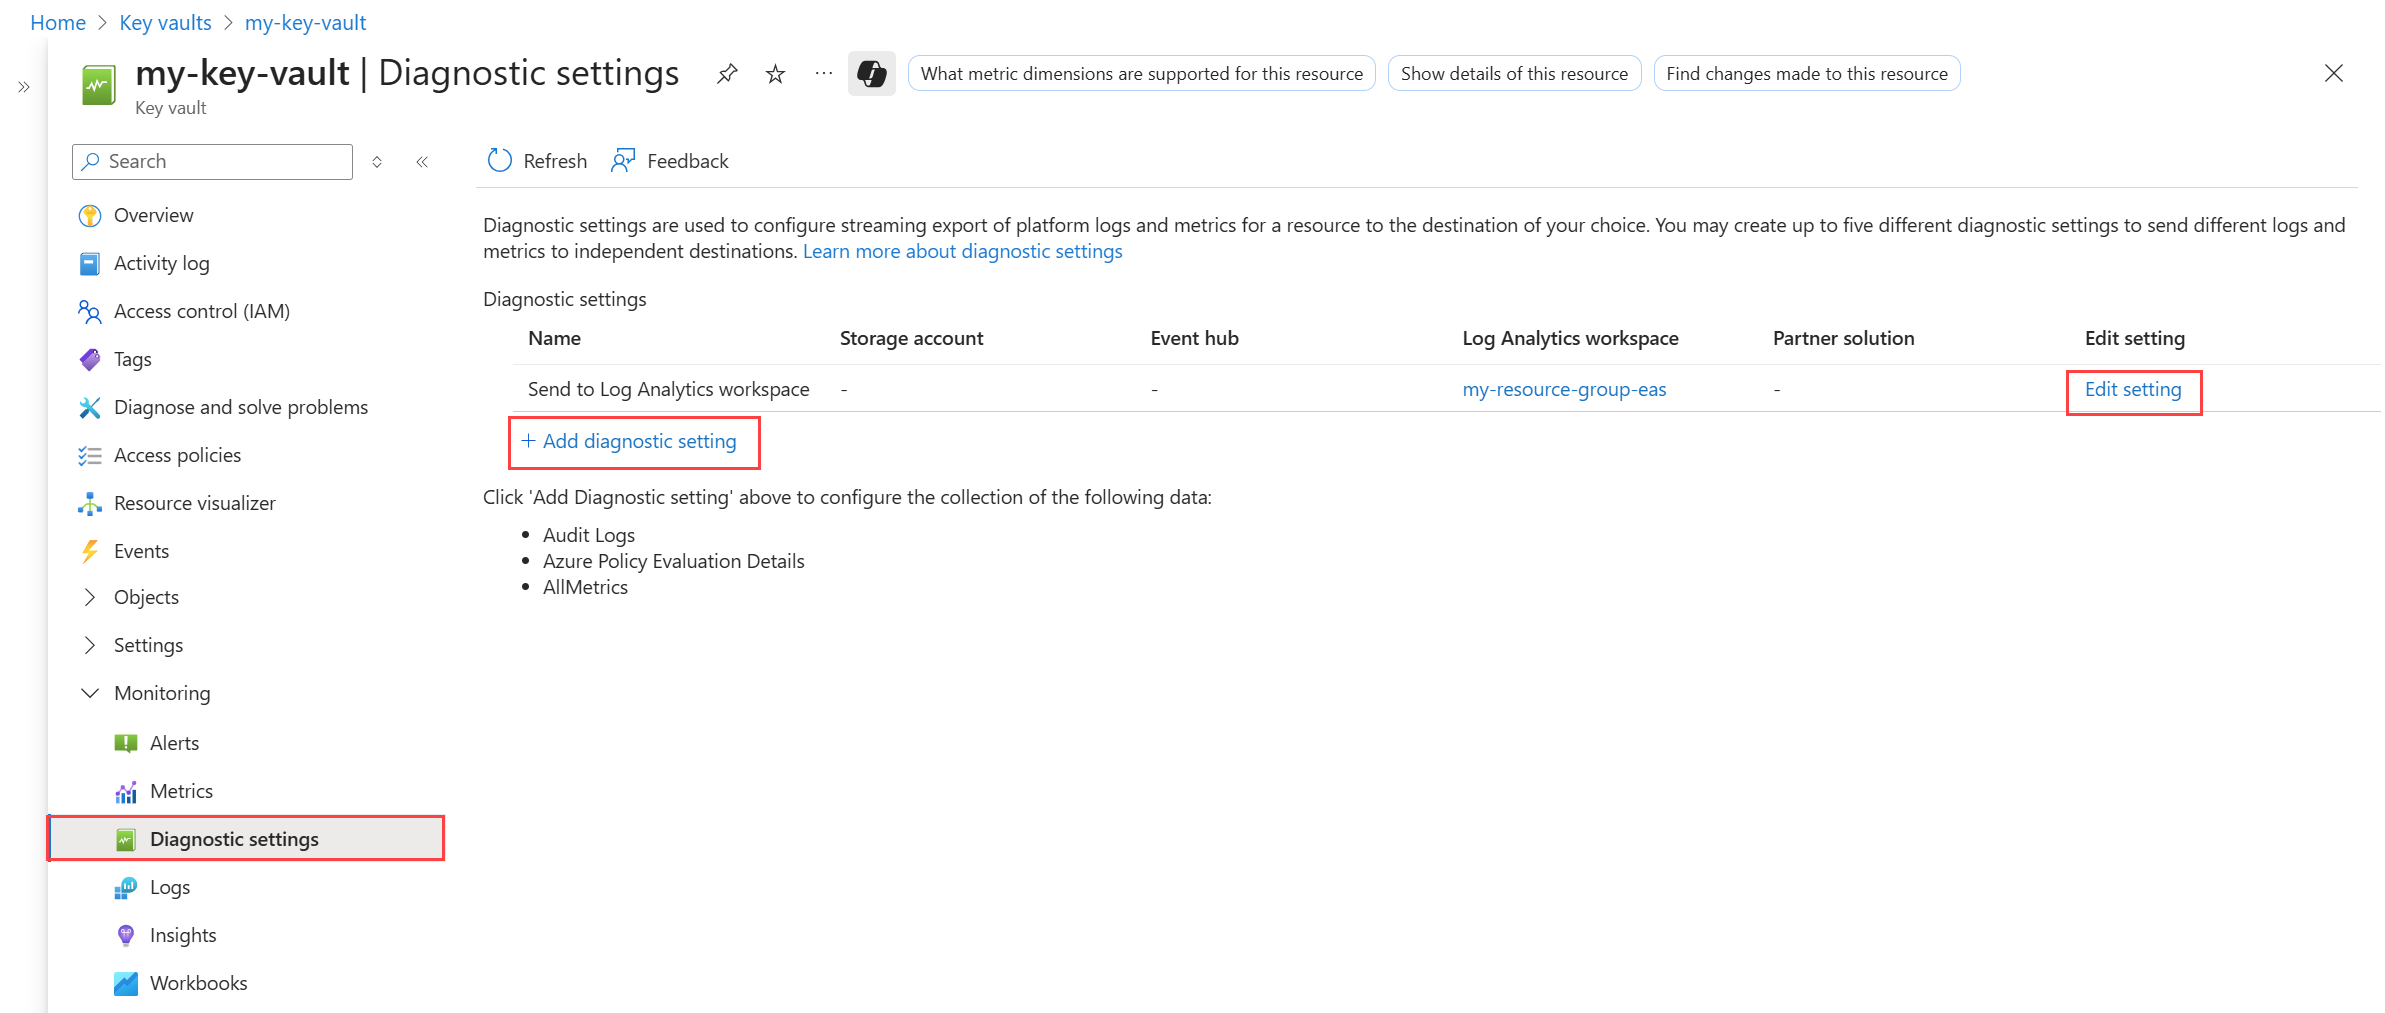 Home > Key vaults > my-key-vault
my-key-vault | Diagnostic settings
Key vault
What metric dimensions are supported for this resource
Show details of this resource
Find changes made to this resource
Search
Overview
Activity log
Access control (IAM)
Tags
Diagnose and solve problems
Access policies
Resource visualizer
Events
Objects
Settings
Monitoring
Alerts
Metrics
Diagnostic settings
Logs
Insights
Workbooks
Refresh
Feedback
Diagnostic settings are used to configure streaming export of platform logs and metrics for a resource to the destination of your choice. You may create up to five different diagnostic settings to send different logs and
metrics to independent destinations. Learn more about diagnostic settings
Diagnostic settings
Name Storage account Event hub Log Analytics workspace Partner solution Edit setting
Send to Log Analytics workspace - - my-resource-group-eas - Edit setting
+ Add diagnostic setting
Click 'Add Diagnostic setting' above to configure the collection of the following data:
• Audit Logs
• Azure Policy Evaluation Details
• AllMetrics